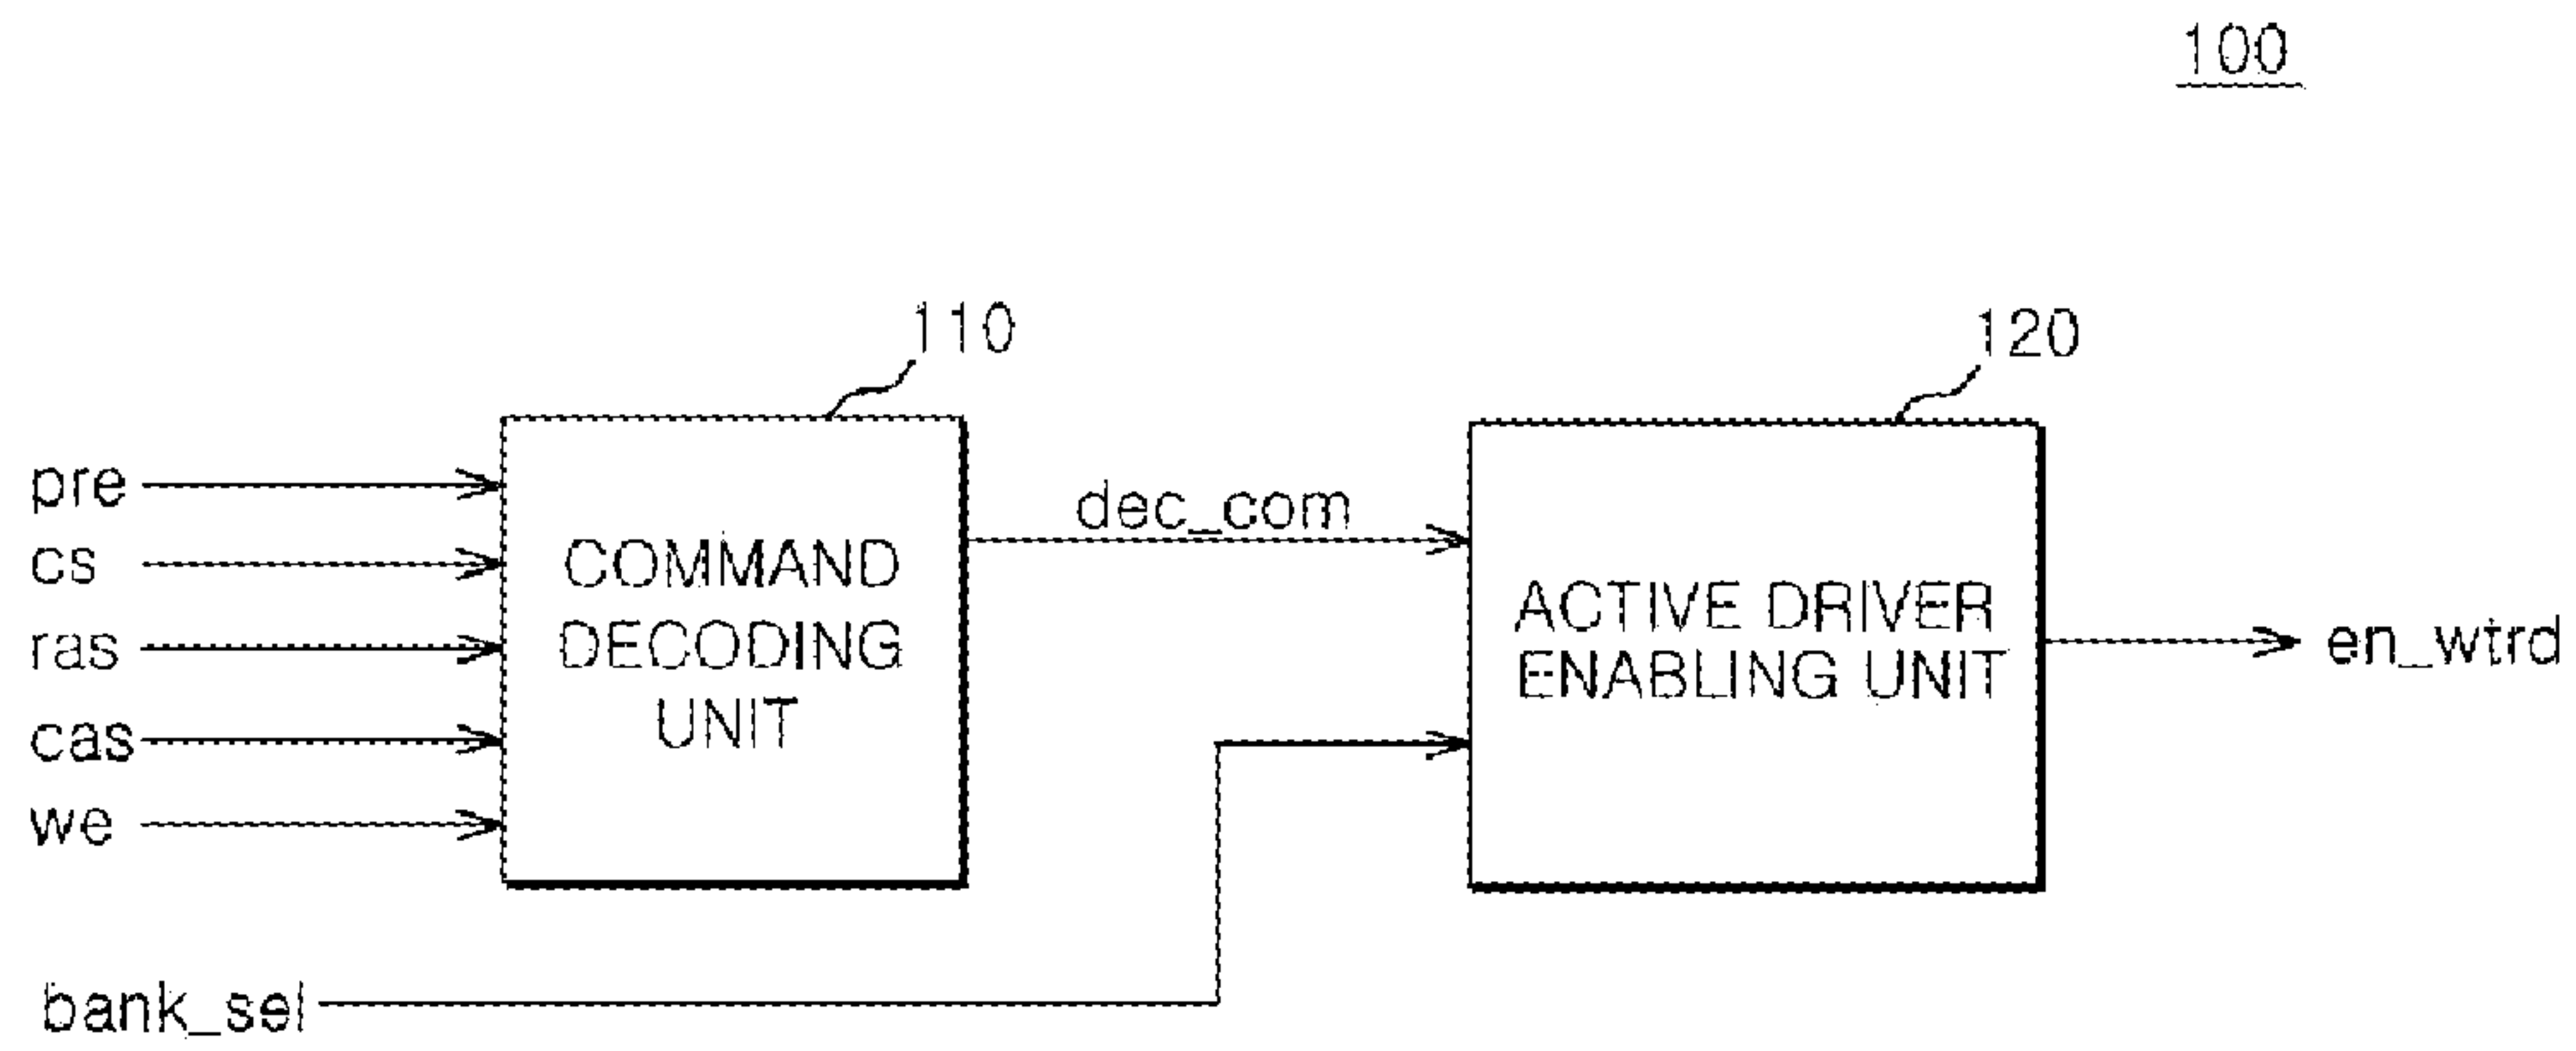 100
110
120
pre
cs
ras
cas
we
COMMAND
DECODING
UNIT
dec_com
ACTIVE DRIVER
ENABLING UNIT
en_wtrd
bank_sel